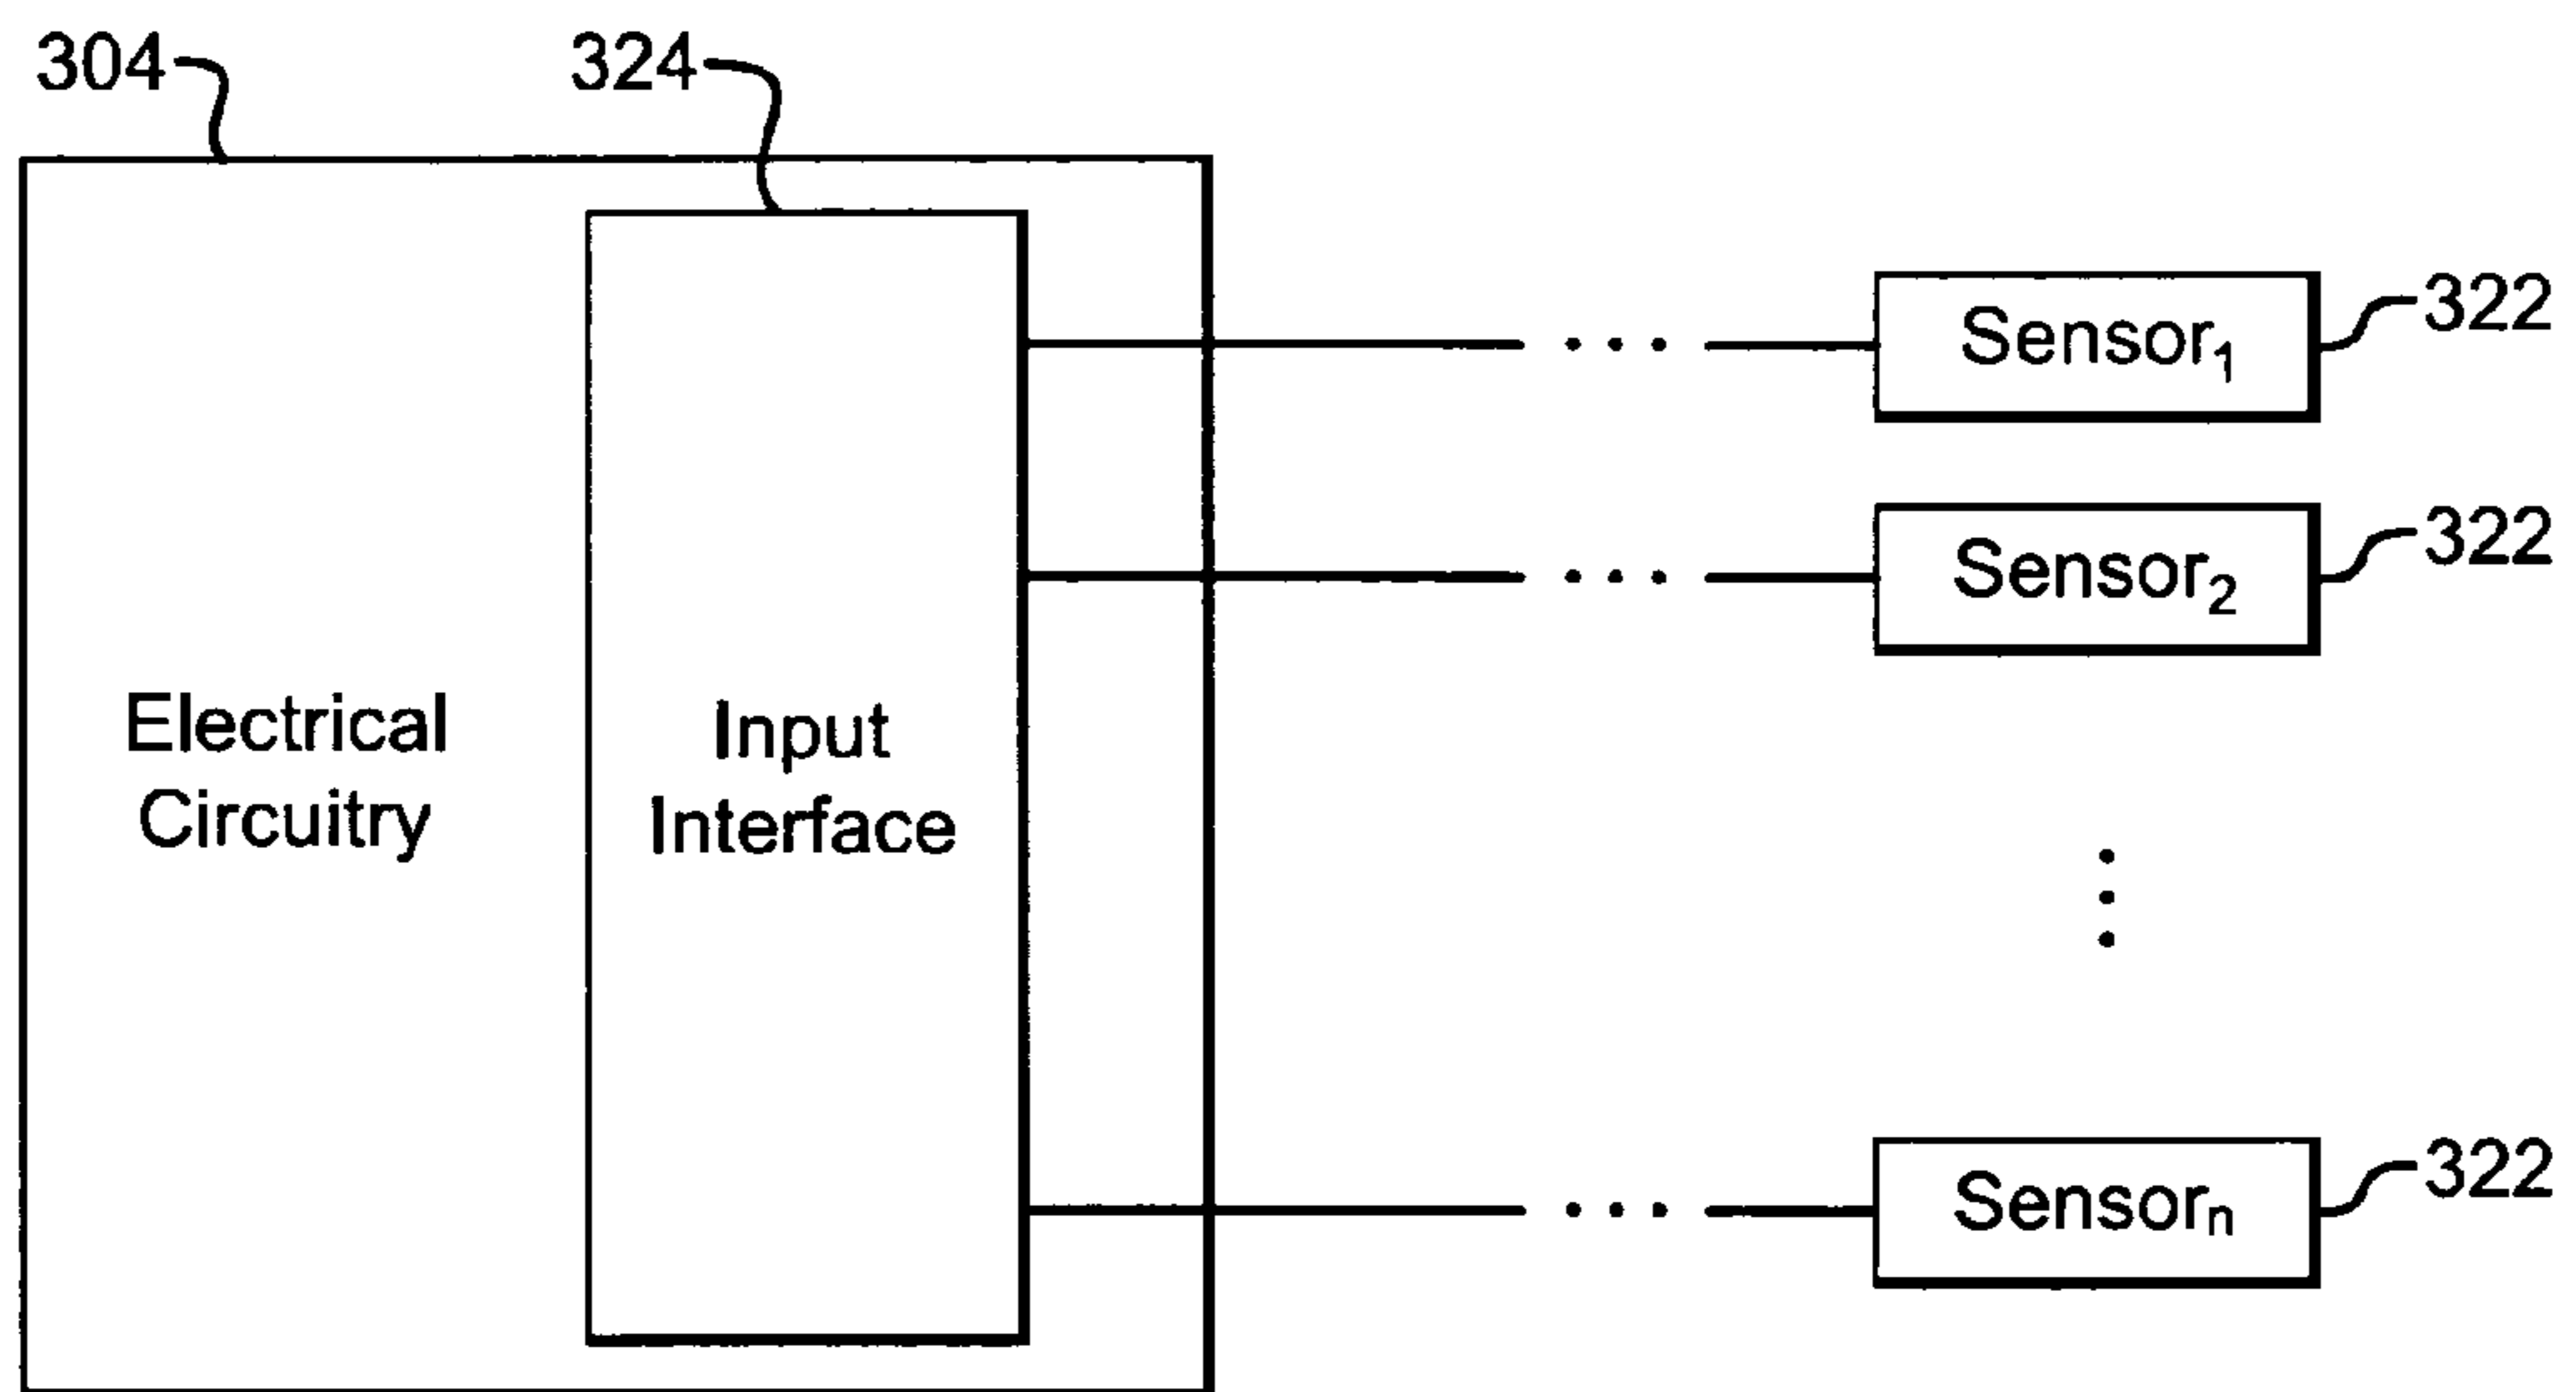 304
324
Sensor₁
322
Sensor₂
322
Electrical
Circuitry
Input
Interface
Sensorₙ
322